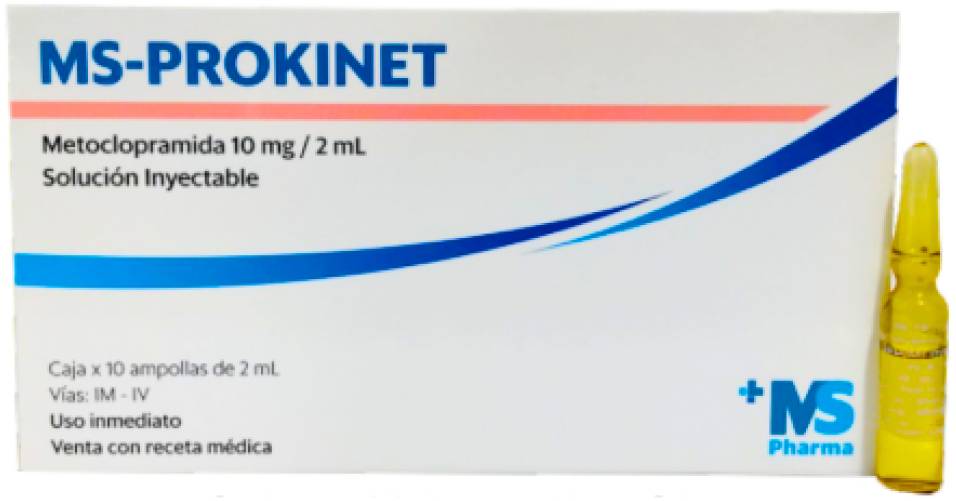 MS-PROKINET
Metoclopramida 10 mg / 2 mL
Solución Inyectable
Caja x 10 ampollas de 2 mL
Vías: IM - IV
Uso inmediato
Venta con receta médica
+MS
Pharma